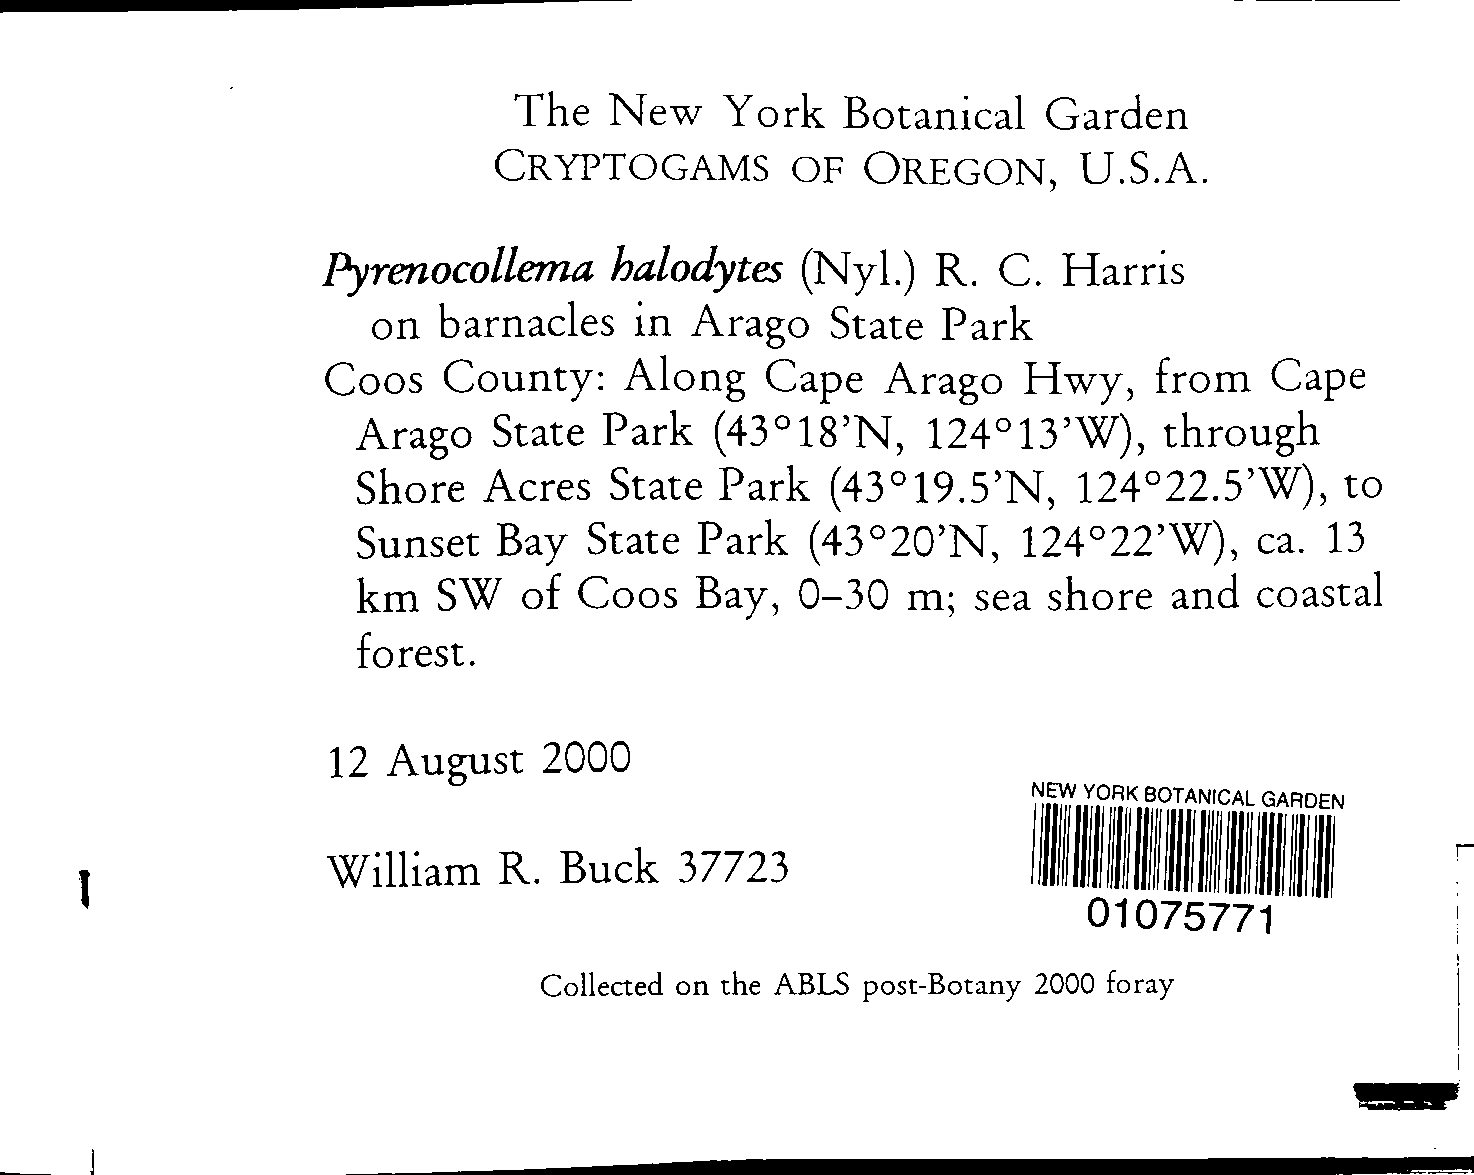 The New York Botanical Garden
CRYPTOGAMS OF OREGON, U.S.A.
Pyrenocollema halodytes (Nyl.) R. C. Harris
on barnacles in Arago State Park
Coos County: Along Cape Arago Hwy, from Cape
Arago State Park (43°18’N, 124°13’W), through
Shore Acres State Park (43°19.5’N, 124°22.5’W), to
Sunset Bay State Park (43°20’N, 124°22’W), ca. 13
km SW of Coos Bay, 0–30 m; sea shore and coastal
forest.
12 August 2000
NEW YORK BOTANICAL GARDEN
William R. Buck 37723
01075771
Collected on the ABLS post-Botany 2000 foray